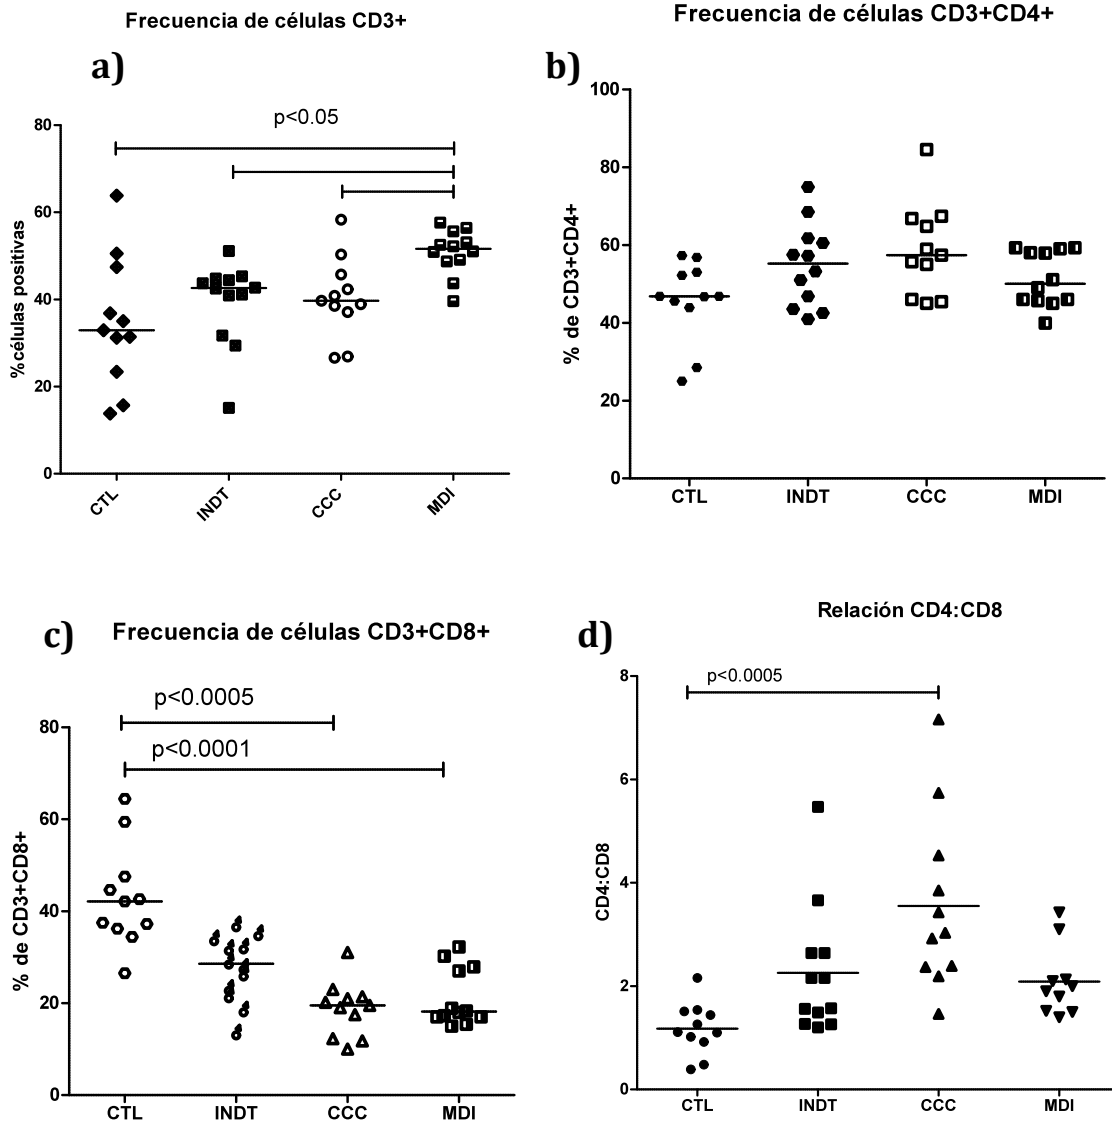 Frecuencia de células CD3+
a)
p<0.05
%células positivas
80
60
40
20
0
CTL
INDT
CCC
MDI
Frecuencia de células CD3+CD4+
b)
% de CD3+CD4+
100
80
60
40
20
0
CTL
INDT
CCC
MDI
c)
Frecuencia de células CD3+CD8+
p<0.0005
p<0.0001
% de CD3+CD8+
80
60
40
20
0
CTL
INDT
CCC
MDI
Relación CD4:CD8
d)
p<0.0005
CD4:CD8
8
6
4
2
0
CTL
INDT
CCC
MDI